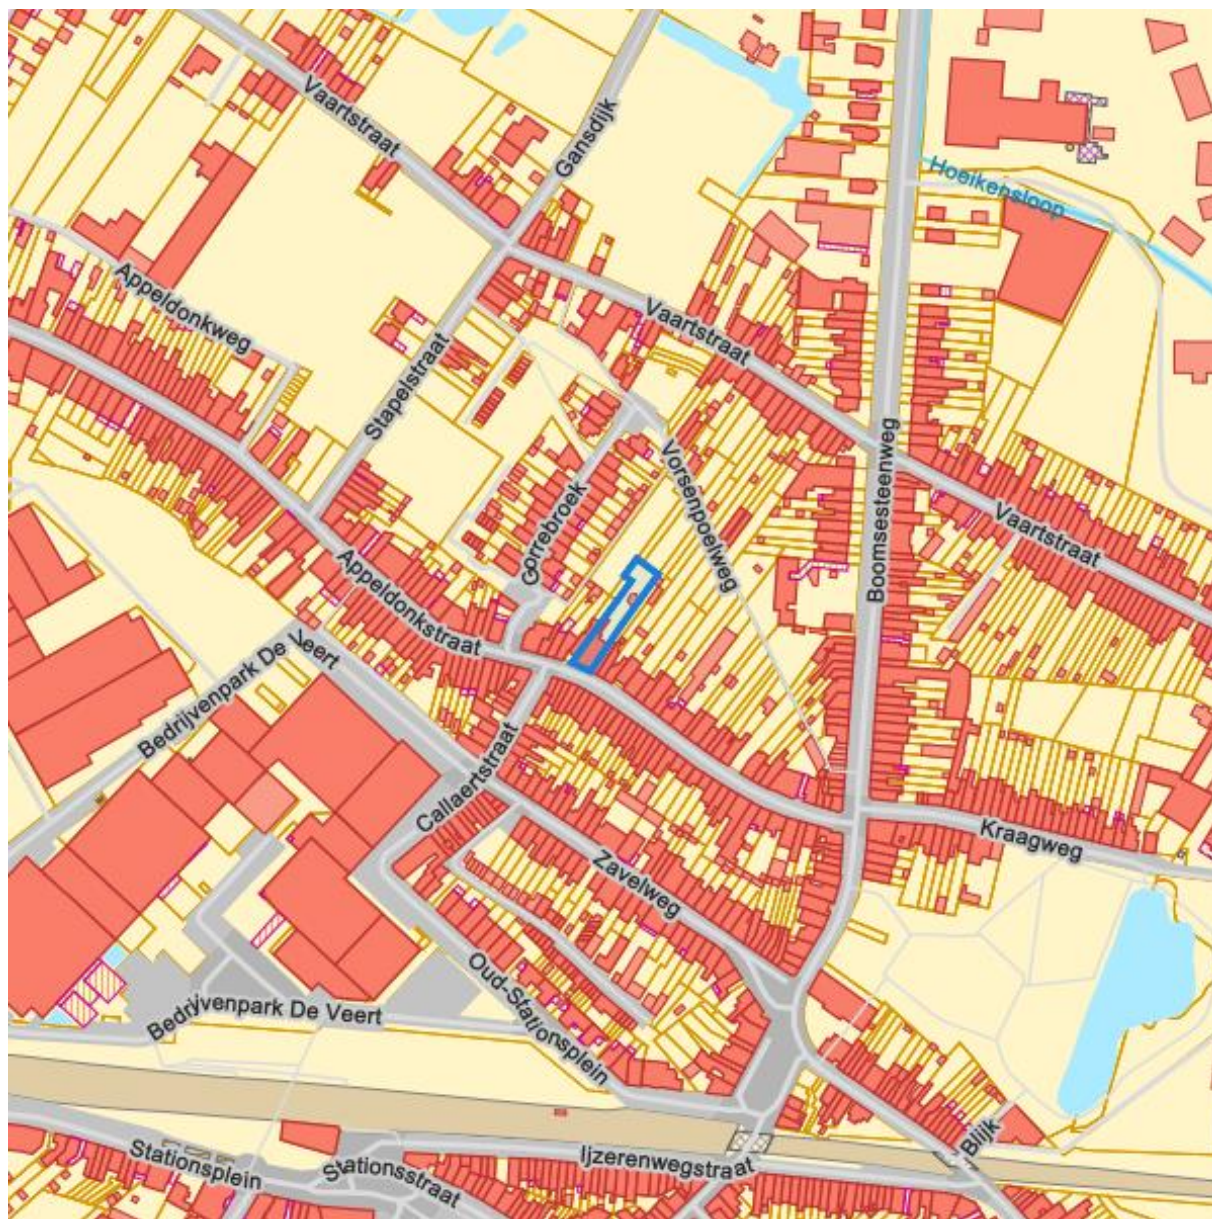 Vaartstraat
Gansdijk
Hoeikensloop
Appeldonkweg
Vaartstraat
Stapelstraat
Boomsesteenweg
Vorsenpoelweg
Gorrebroek
Vaartstraat
Appeldonkstraat
Bedrijvenpark De Veert
Callaertstraat
Kraagweg
Zavelweg
Oud-Stationsplein
Bedrijvenpark De Veert
Blijk
Ijzerenwegstraat
Stationsplein
Stationsstraat